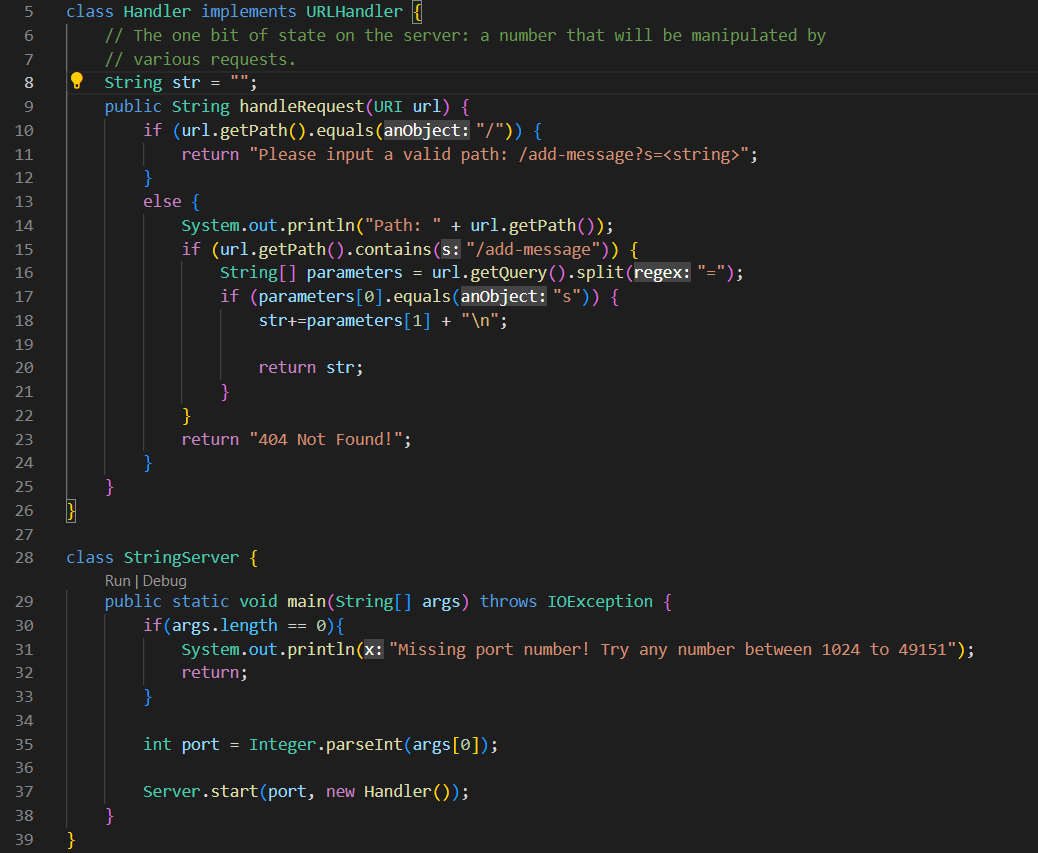 5 class Handler implements URLHandler {
6 // The one bit of state on the server: a number that will be manipulated by
7 // various requests.
8 String str = "";
9 public String handleRequest(URI url) {
10 if (url.getPath().equals(anObject: "/")) {
11 return "Please input a valid path: /add-message?s=<string>";
12 }
13 else {
14 System.out.println("Path: " + url.getPath());
15 if (url.getPath().contains(s: "/add-message")) {
16 String[] parameters = url.getQuery().split(regex: "=");
17 if (parameters[0].equals(anObject: "s")) {
18 str+=parameters[1] + "\n";
19
20 return str;
21 }
22 }
23 return "404 Not Found!";
24 }
25 }
26 }
27
28 class StringServer {
Run | Debug
29 public static void main(String[] args) throws IOException {
30 if(args.length == 0){
31 System.out.println(x: "Missing port number! Try any number between 1024 to 49151");
32 return;
33 }
34
35 int port = Integer.parseInt(args[0]);
36
37 Server.start(port, new Handler());
38 }
39 }